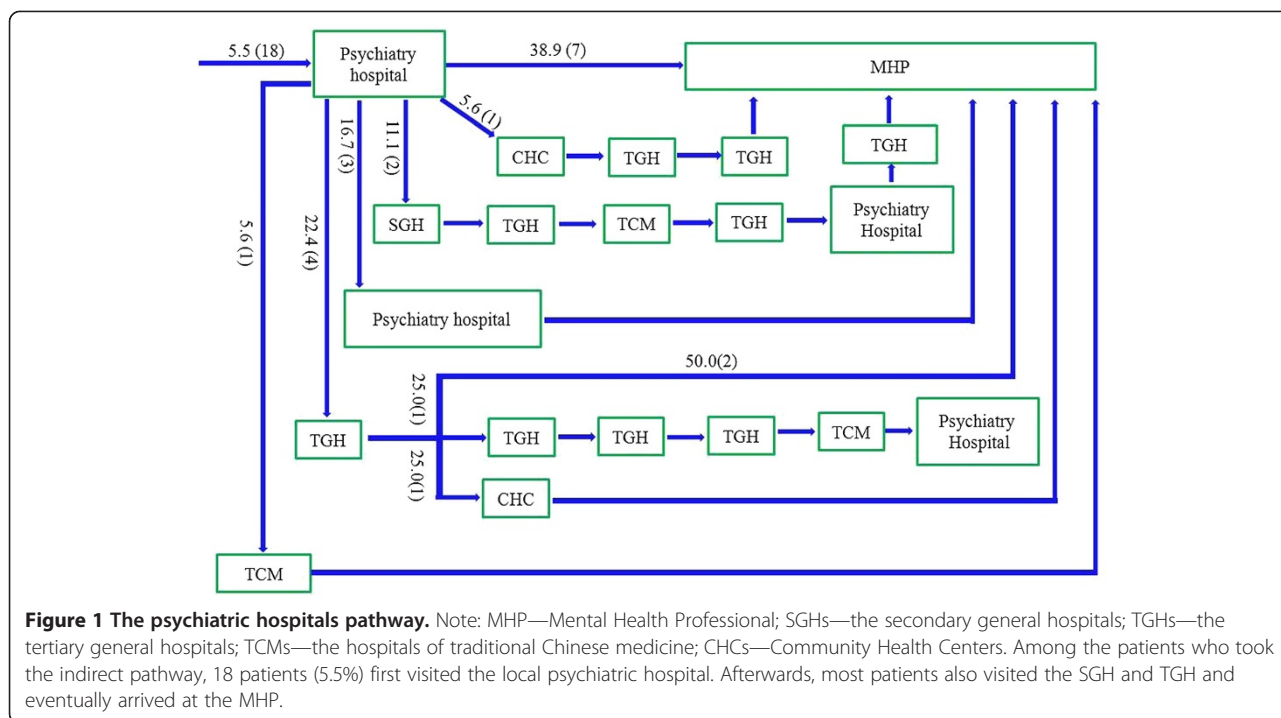 5.5 (18)
Psychiatry
hospital
38.9 (7)
MHP
5.6 (1)
16.7 (3)
11.1 (2)
CHC
TGH
TGH
TGH
5.6 (1)
22.4 (4)
SGH
TGH
TCM
TGH
Psychiatry
Hospital
Psychiatry hospital
50.0(2)
25.0(1)
TGH
TGH
TGH
TGH
TCM
Psychiatry
Hospital
25.0(1)
CHC
TCM
Figure 1 The psychiatric hospitals pathway. Note: MHP—Mental Health Professional; SGHs—the secondary general hospitals; TGHs—the
tertiary general hospitals; TCMs—the hospitals of traditional Chinese medicine; CHCs—Community Health Centers. Among the patients who took
the indirect pathway, 18 patients (5.5%) first visited the local psychiatric hospital. Afterwards, most patients also visited the SGH and TGH and
eventually arrived at the MHP.